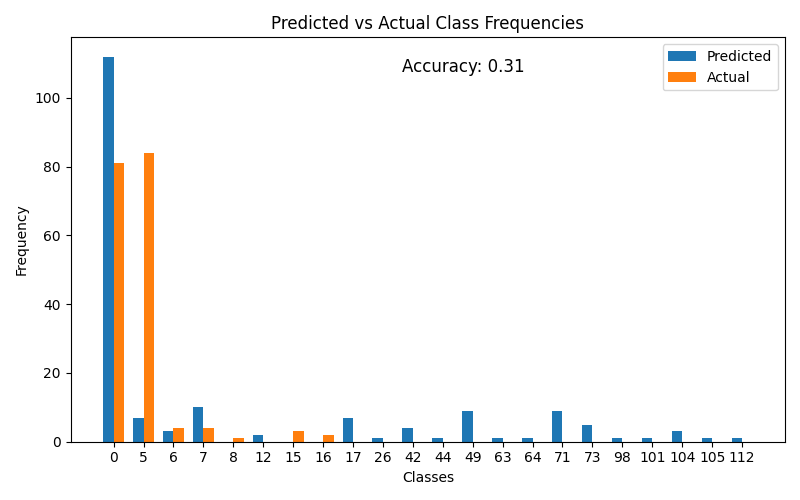 Predicted vs Actual Class Frequencies
Accuracy: 0.31
Predicted
Actual
Frequency
100
80
60
40
20
0
0 5 6 7 8 12 15 16 17 26 42 44 49 63 64 71 73 98 101 104 105 112
Classes